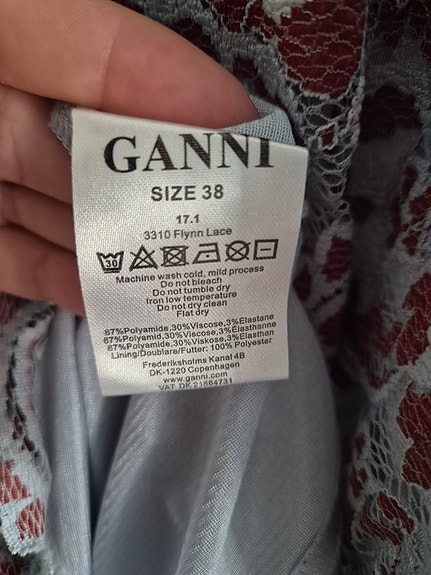 GANNI
SIZE 38
17.1
3310 Flynn Lace
30
Machine wash cold, mild process
Do not bleach
Do not tumble dry
Iron low temperature
Do not dry clean
Flat dry
67%Polyamide,30%Viscose,3%Elastane
67%Polyamid,30%Viscose,3%Elasthanne
67%Polyamid,30%Viskose,3%Elasthan
Lining/Doublare/Futter: 100% Polyester
Frederiksholms Kanal 4B
DK-1220 Copenhagen
www.ganni.com
VAT: DK 21664731